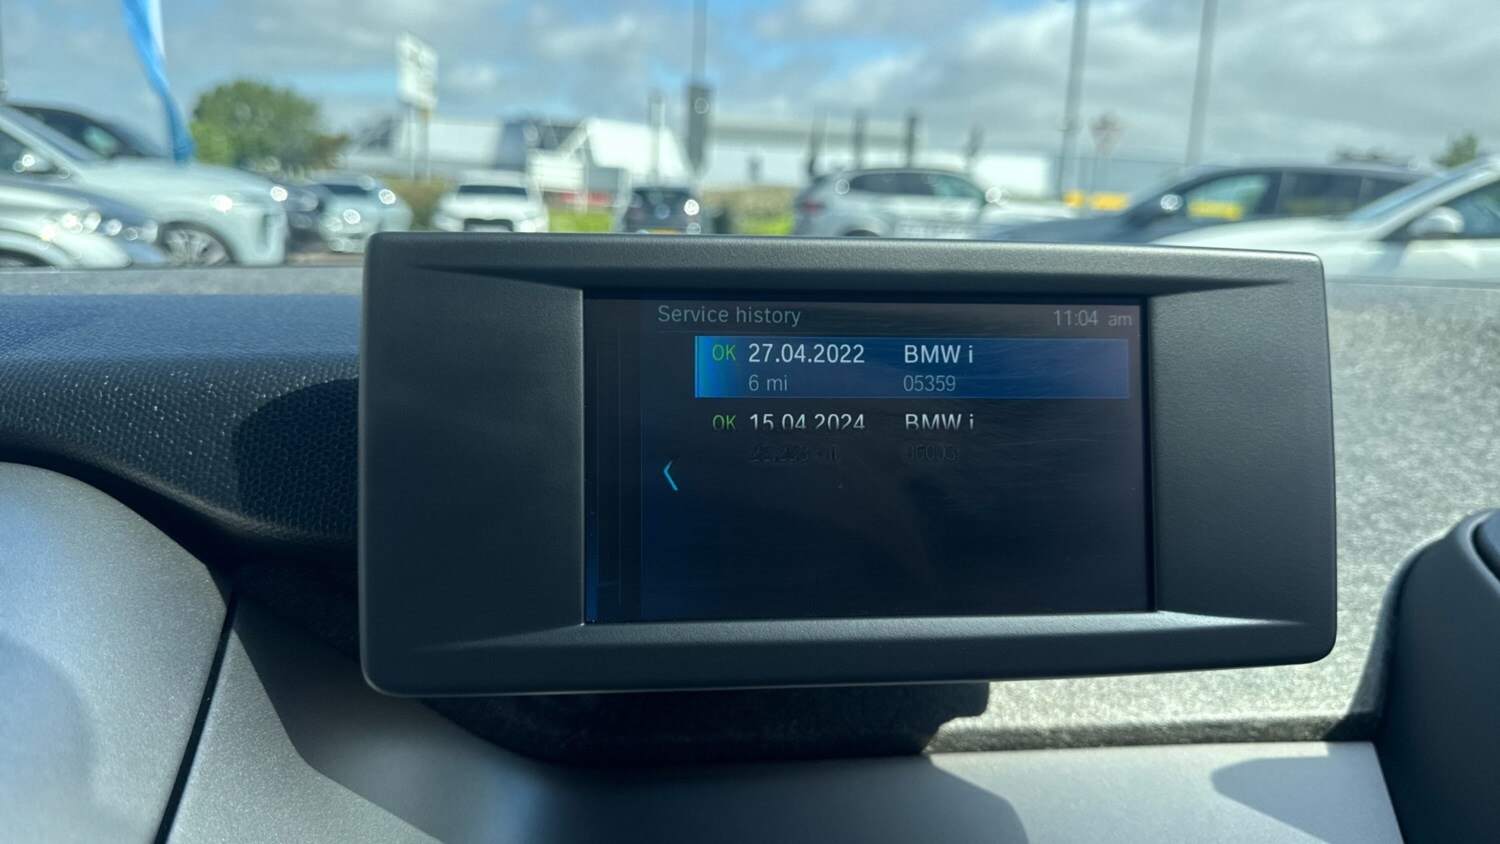 Service history 11:04 am
OK 27.04.2022 BMW i
6 mi 05359
OK 15.04.2024 BMW i